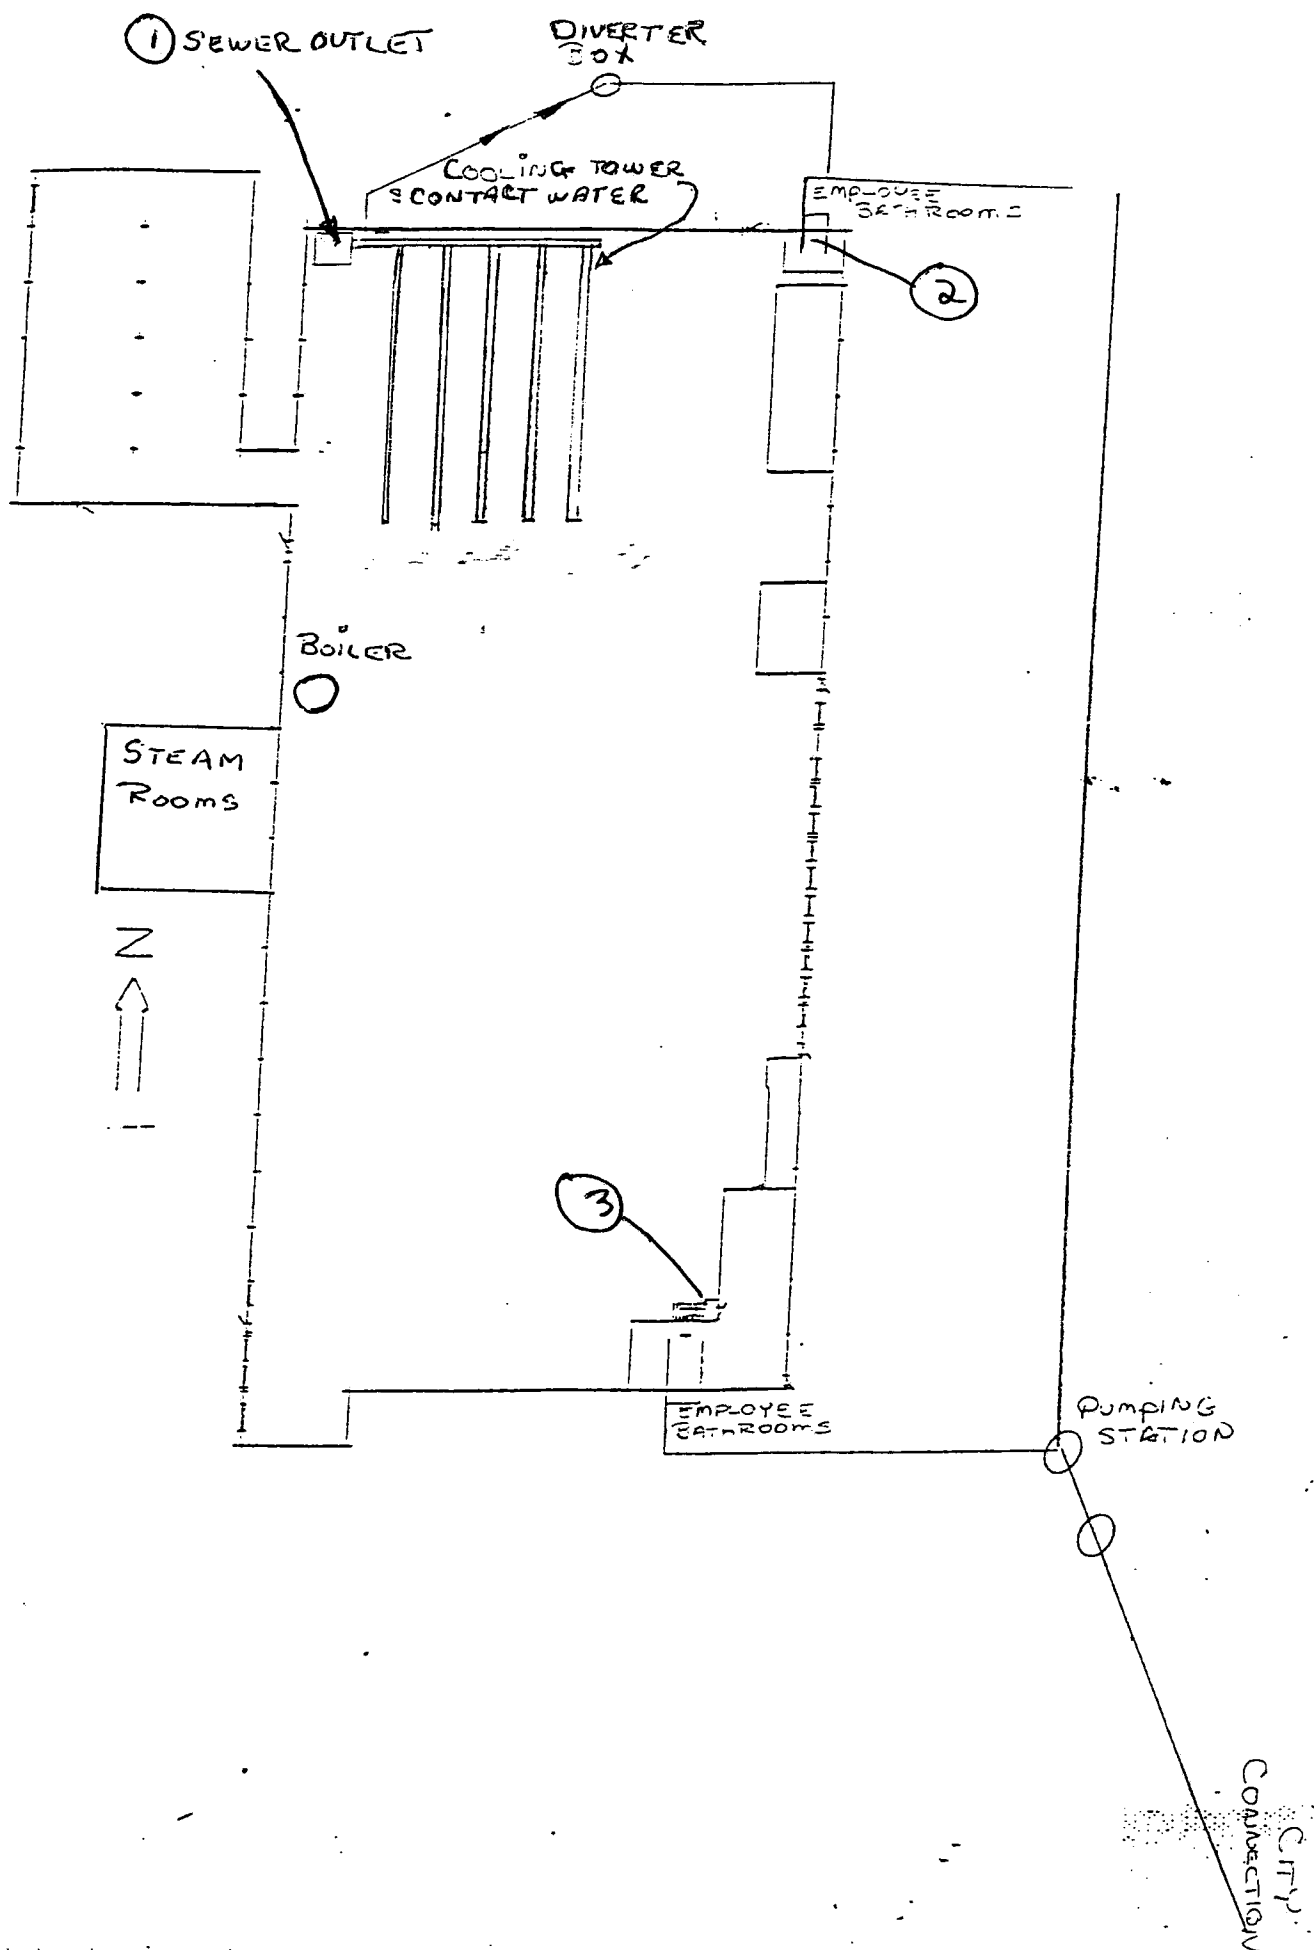 ① SEWER OUTLET
DIVERTER
BOX
COOLING TOWER
& CONTACT WATER
EMPLOYEE
BATHROOMS
②
BOILER
STEAM
ROOMS
N
③
EMPLOYEE
BATHROOMS
PUMPING
STATION
CITY
CONNECTION